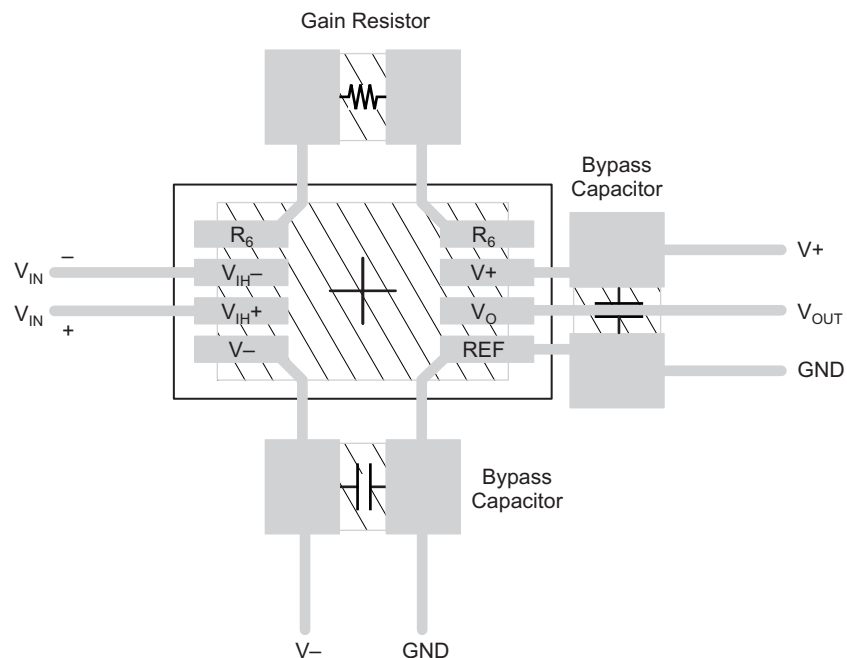 Gain Resistor
Bypass
Capacitor
R6
R6
V+
–
VIN
VIH–
V+
VIN
+
VIH+
VO
VOUT
V–
REF
GND
Bypass
Capacitor
V–
GND